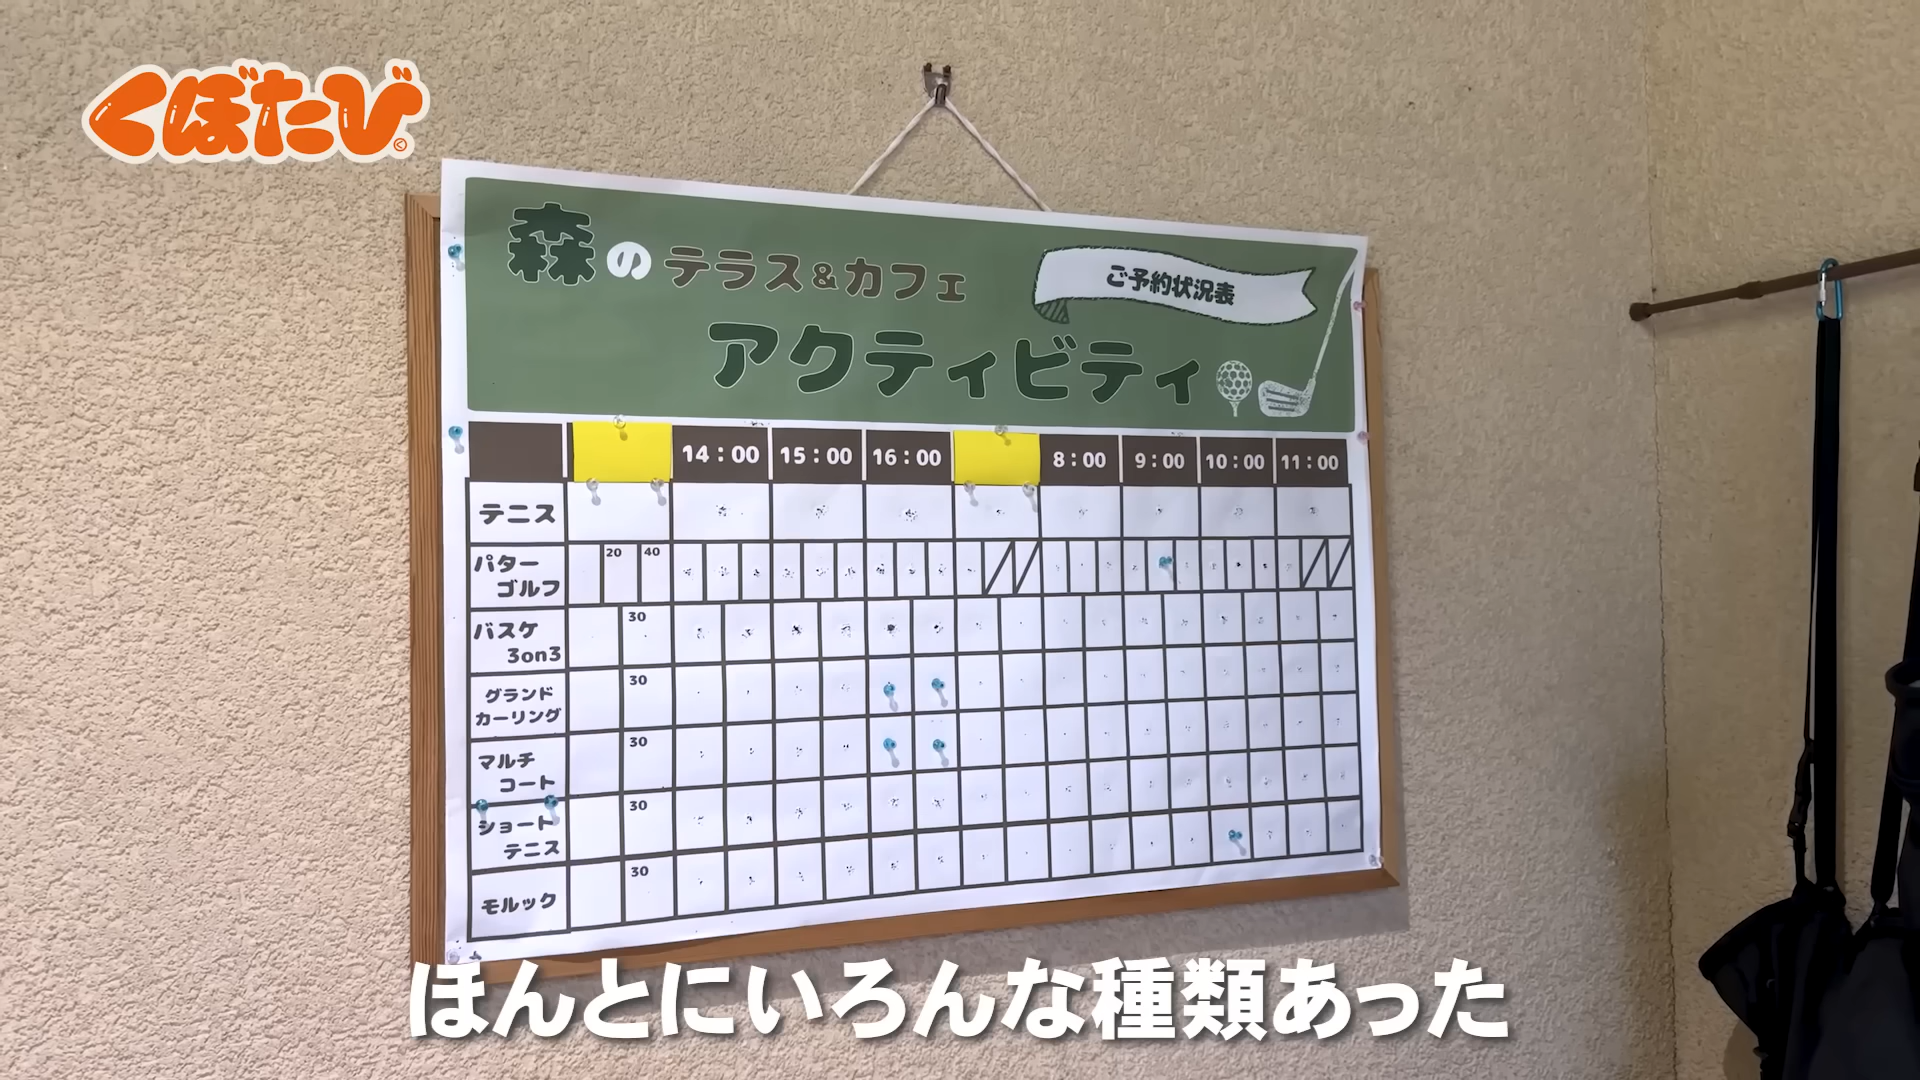 くぼたび
森のテラス&カフェ
ご予約状況表
アクティビティ
14:00 15:00 16:00 8:00 9:00 10:00 11:00
テニス
パター
ゴルフ
20 40
バスケ
3on3
30
グランド
カーリング
30
マルチ
コート
30
ショート
テニス
30
モルック
30
ほんとにいろんな種類あった